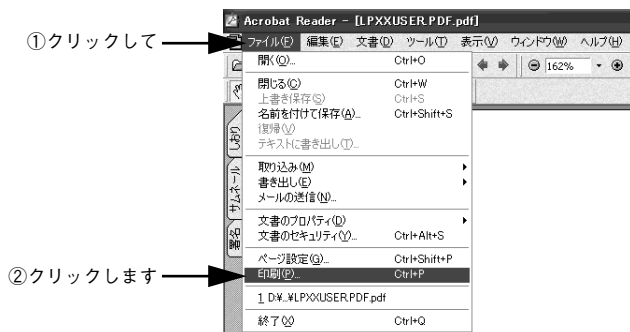 Acrobat Reader - [LPXXUSER.PDF.pdf]
①クリックして
ファイル(F) 編集(E) 文書(D) ツール(T) 表示(V) ウィンドウ(W) ヘルプ(H)
開く(O)... Ctrl+O
162%
閉じる(C) Ctrl+W
上書き保存(S) Ctrl+S
名前を付けて保存(A)... Ctrl+Shift+S
復帰(V)
テキストに書き出し(T)...
しおり
取り込み(M)
書き出し(E)
メールの送信(N)...
サムネール
文書のプロパティ(D)
文書のセキュリティ(Y)... Ctrl+Alt+S
署名
ページ設定(G)... Ctrl+Shift+P
②クリックします
印刷(P)... Ctrl+P
1 D:¥...¥LPXXUSER.PDF.pdf
終了(X) Ctrl+Q